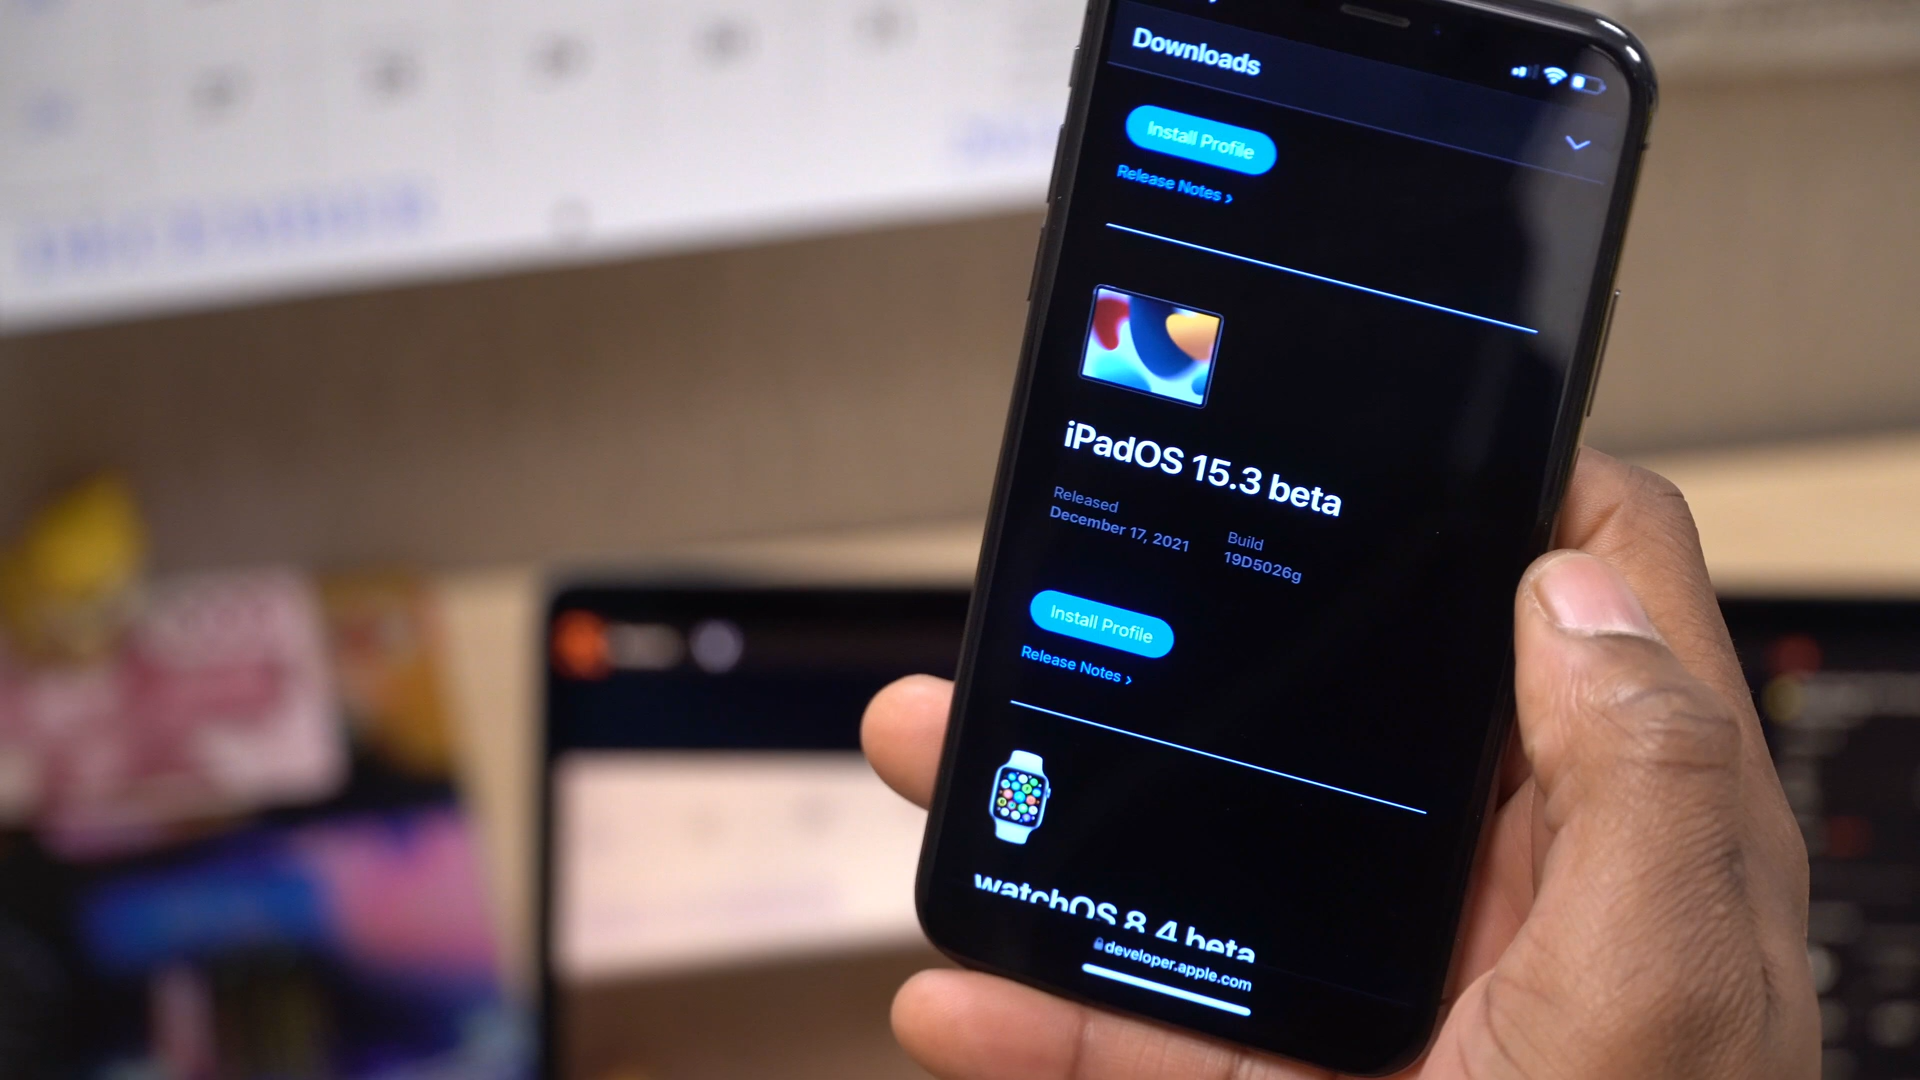 Downloads
Install Profile
Release Notes >
iPadOS 15.3 beta
Released
December 17, 2021
Build
19D5026g
Install Profile
Release Notes >
watchOS 8.4 beta
developer.apple.com
DECEMBER